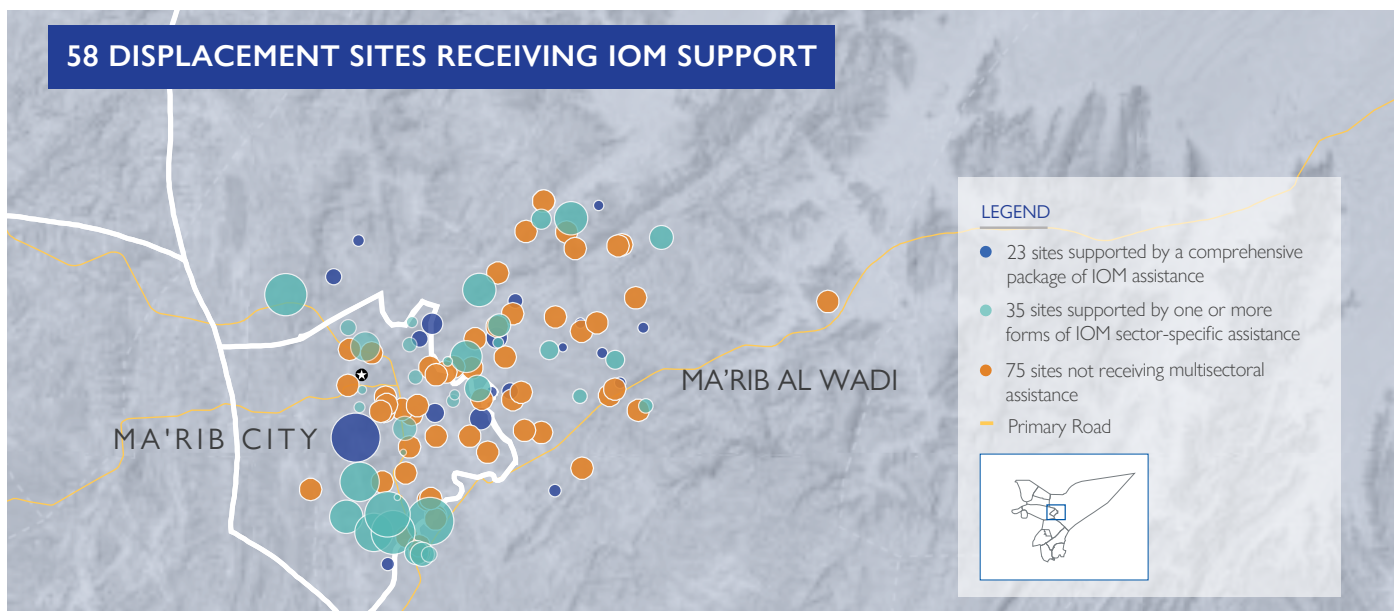 58 DISPLACEMENT SITES RECEIVING IOM SUPPORT
LEGEND
23 sites supported by a comprehensive
package of IOM assistance
35 sites supported by one or more
forms of IOM sector-specific assistance
75 sites not receiving multisectoral
assistance
Primary Road
MA'RIB AL WADI
MA'RIB CITY